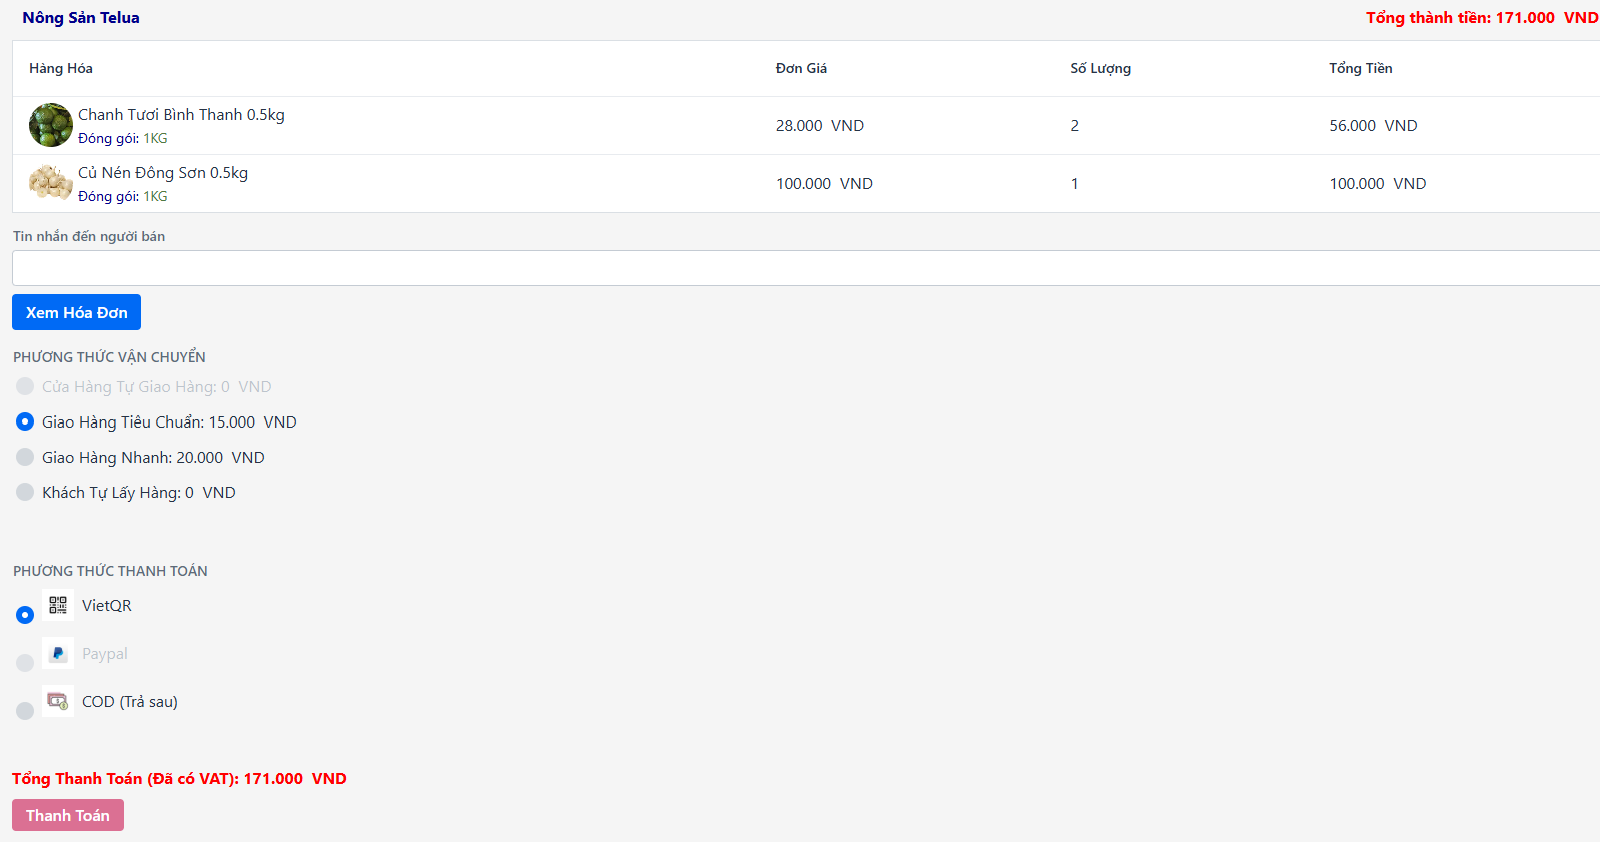 Nông Sản Telua
Tổng thành tiền: 171.000 VND
Hàng Hóa Đơn Giá Số Lượng Tổng Tiền
Chanh Tươi Bình Thanh 0.5kg
Đóng gói: 1KG
28.000 VND 2 56.000 VND
Củ Nén Đông Sơn 0.5kg
Đóng gói: 1KG
100.000 VND 1 100.000 VND
Tin nhắn đến người bán
Xem Hóa Đơn
PHƯƠNG THỨC VẬN CHUYỂN
Cửa Hàng Tự Giao Hàng: 0 VND
Giao Hàng Tiêu Chuẩn: 15.000 VND
Giao Hàng Nhanh: 20.000 VND
Khách Tự Lấy Hàng: 0 VND
PHƯƠNG THỨC THANH TOÁN
VietQR
Paypal
COD (Trả sau)
Tổng Thanh Toán (Đã có VAT): 171.000 VND
Thanh Toán